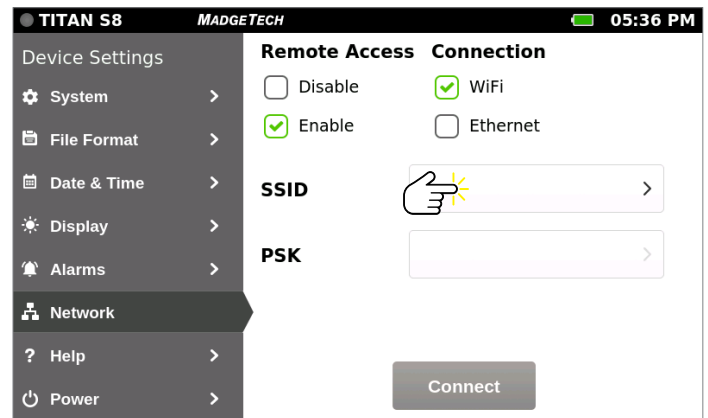 TITAN S8 MADGETECH 05:36 PM
Device Settings
System
File Format
Date & Time
Display
Alarms
Network
? Help
Power
Remote Access Connection
Disable WiFi
Enable Ethernet
SSID
PSK
Connect